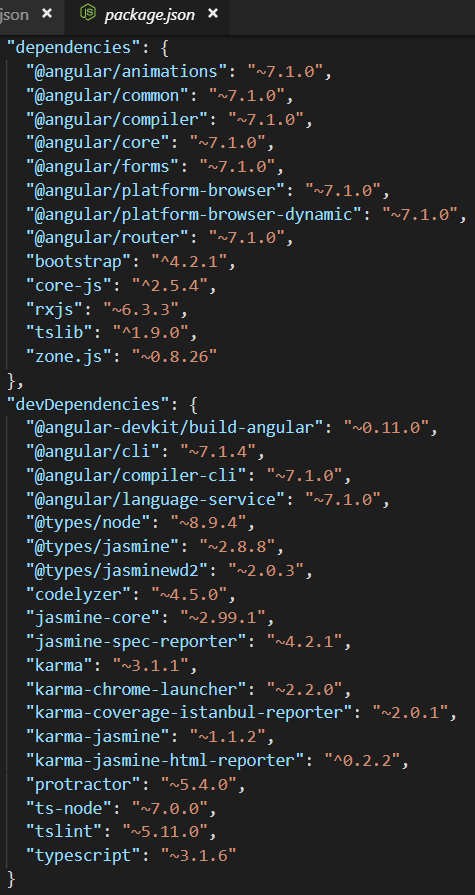 json × package.json ×
"dependencies": {
"@angular/animations": "~7.1.0",
"@angular/common": "~7.1.0",
"@angular/compiler": "~7.1.0",
"@angular/core": "~7.1.0",
"@angular/forms": "~7.1.0",
"@angular/platform-browser": "~7.1.0",
"@angular/platform-browser-dynamic": "~7.1.0",
"@angular/router": "~7.1.0",
"bootstrap": "^4.2.1",
"core-js": "^2.5.4",
"rxjs": "~6.3.3",
"tslib": "^1.9.0",
"zone.js": "~0.8.26"
},
"devDependencies": {
"@angular-devkit/build-angular": "~0.11.0",
"@angular/cli": "~7.1.4",
"@angular/compiler-cli": "~7.1.0",
"@angular/language-service": "~7.1.0",
"@types/node": "~8.9.4",
"@types/jasmine": "~2.8.8",
"@types/jasminewd2": "~2.0.3",
"codelyzer": "~4.5.0",
"jasmine-core": "~2.99.1",
"jasmine-spec-reporter": "~4.2.1",
"karma": "~3.1.1",
"karma-chrome-launcher": "~2.2.0",
"karma-coverage-istanbul-reporter": "~2.0.1",
"karma-jasmine": "~1.1.2",
"karma-jasmine-html-reporter": "^0.2.2",
"protractor": "~5.4.0",
"ts-node": "~7.0.0",
"tslint": "~5.11.0",
"typescript": "~3.1.6"
}